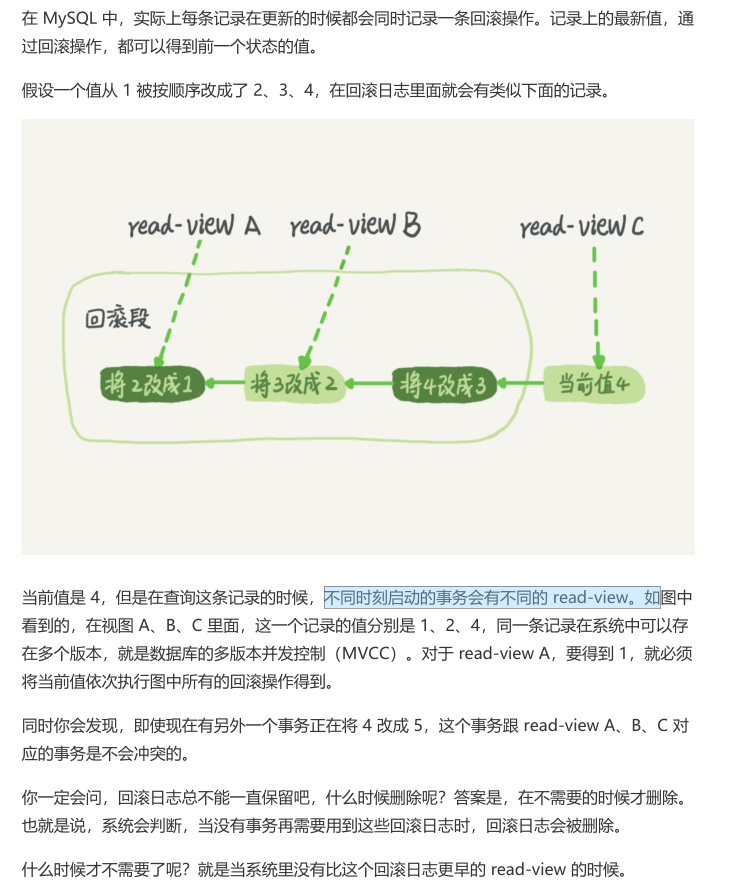 在 MySQL 中，实际上每条记录在更新的时候都会同时记录一条回滚操作。记录上的最新值，通
过回滚操作，都可以得到前一个状态的值。
假设一个值从 1 被按顺序改成了 2、3、4，在回滚日志里面就会有类似下面的记录。
read-view A read-view B read-view C
回滚段
将2改成1 将3改成2 将4改成3 当前值4
当前值是 4，但是在查询这条记录的时候，不同时刻启动的事务会有不同的 read-view。如图中
看到的，在视图 A、B、C 里面，这一个记录的值分别是 1、2、4，同一条记录在系统中可以存
在多个版本，就是数据库的多版本并发控制（MVCC）。对于 read-view A，要得到 1，就必须
将当前值依次执行图中所有的回滚操作得到。
同时你会发现，即使现在有另外一个事务正在将 4 改成 5，这个事务跟 read-view A、B、C 对
应的事务是不会冲突的。
你一定会问，回滚日志总不能一直保留吧，什么时候删除呢？答案是，在不需要的时候才删除。
也就是说，系统会判断，当没有事务再需要用到这些回滚日志时，回滚日志会被删除。
什么时候才不需要了呢？就是当系统里没有比这个回滚日志更早的 read-view 的时候。